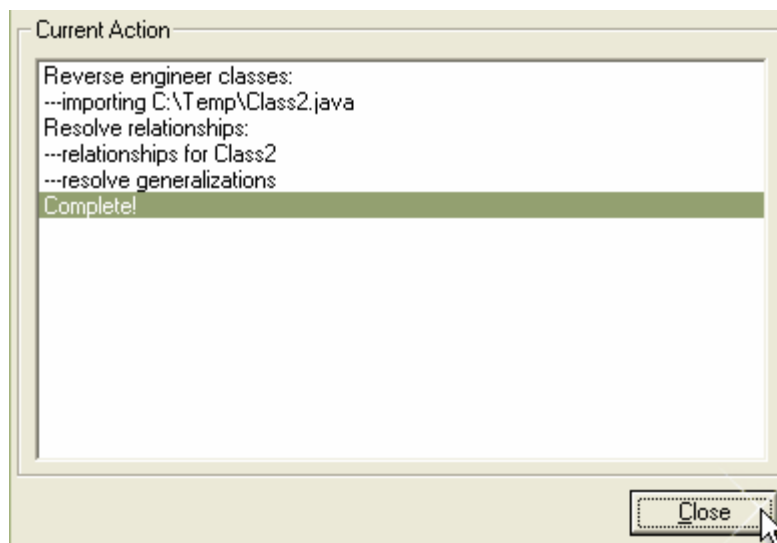 Current Action
Reverse engineer classes:
---importing C:\Temp\Class2.java
Resolve relationships:
---relationships for Class2
---resolve generalizations
Complete!
Close